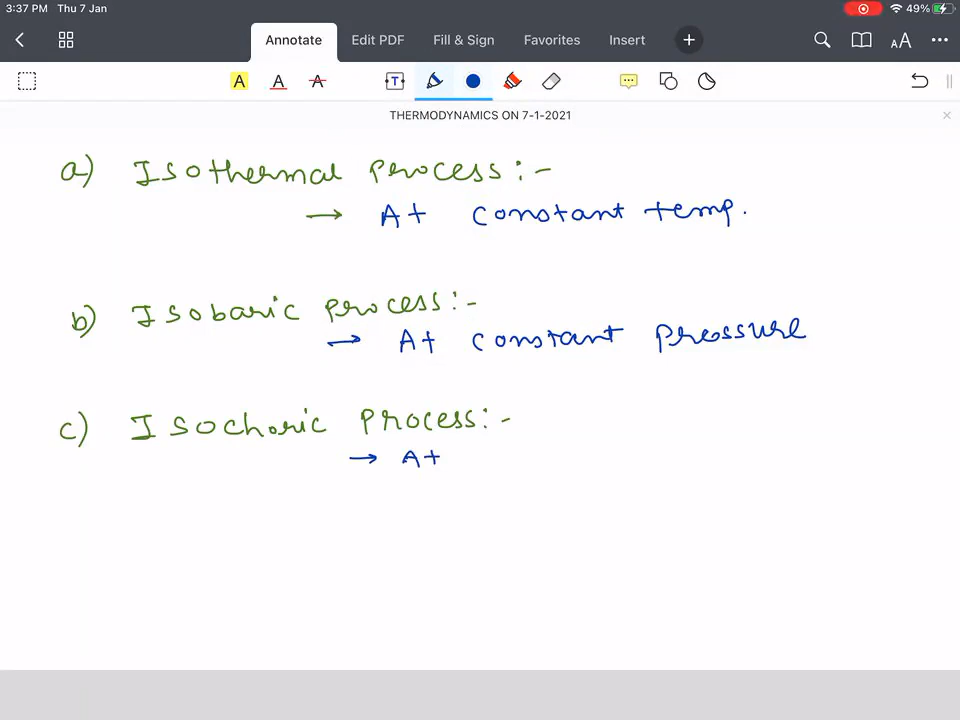 3:37 PM Thu 7 Jan 49%
Annotate Edit PDF Fill & Sign Favorites Insert
THERMODYNAMICS ON 7-1-2021
a) Isothermal process:-
→ At constant temp.
b) Isobaric process:-
→ At constant pressure
c) Isochoric process:-
→ At